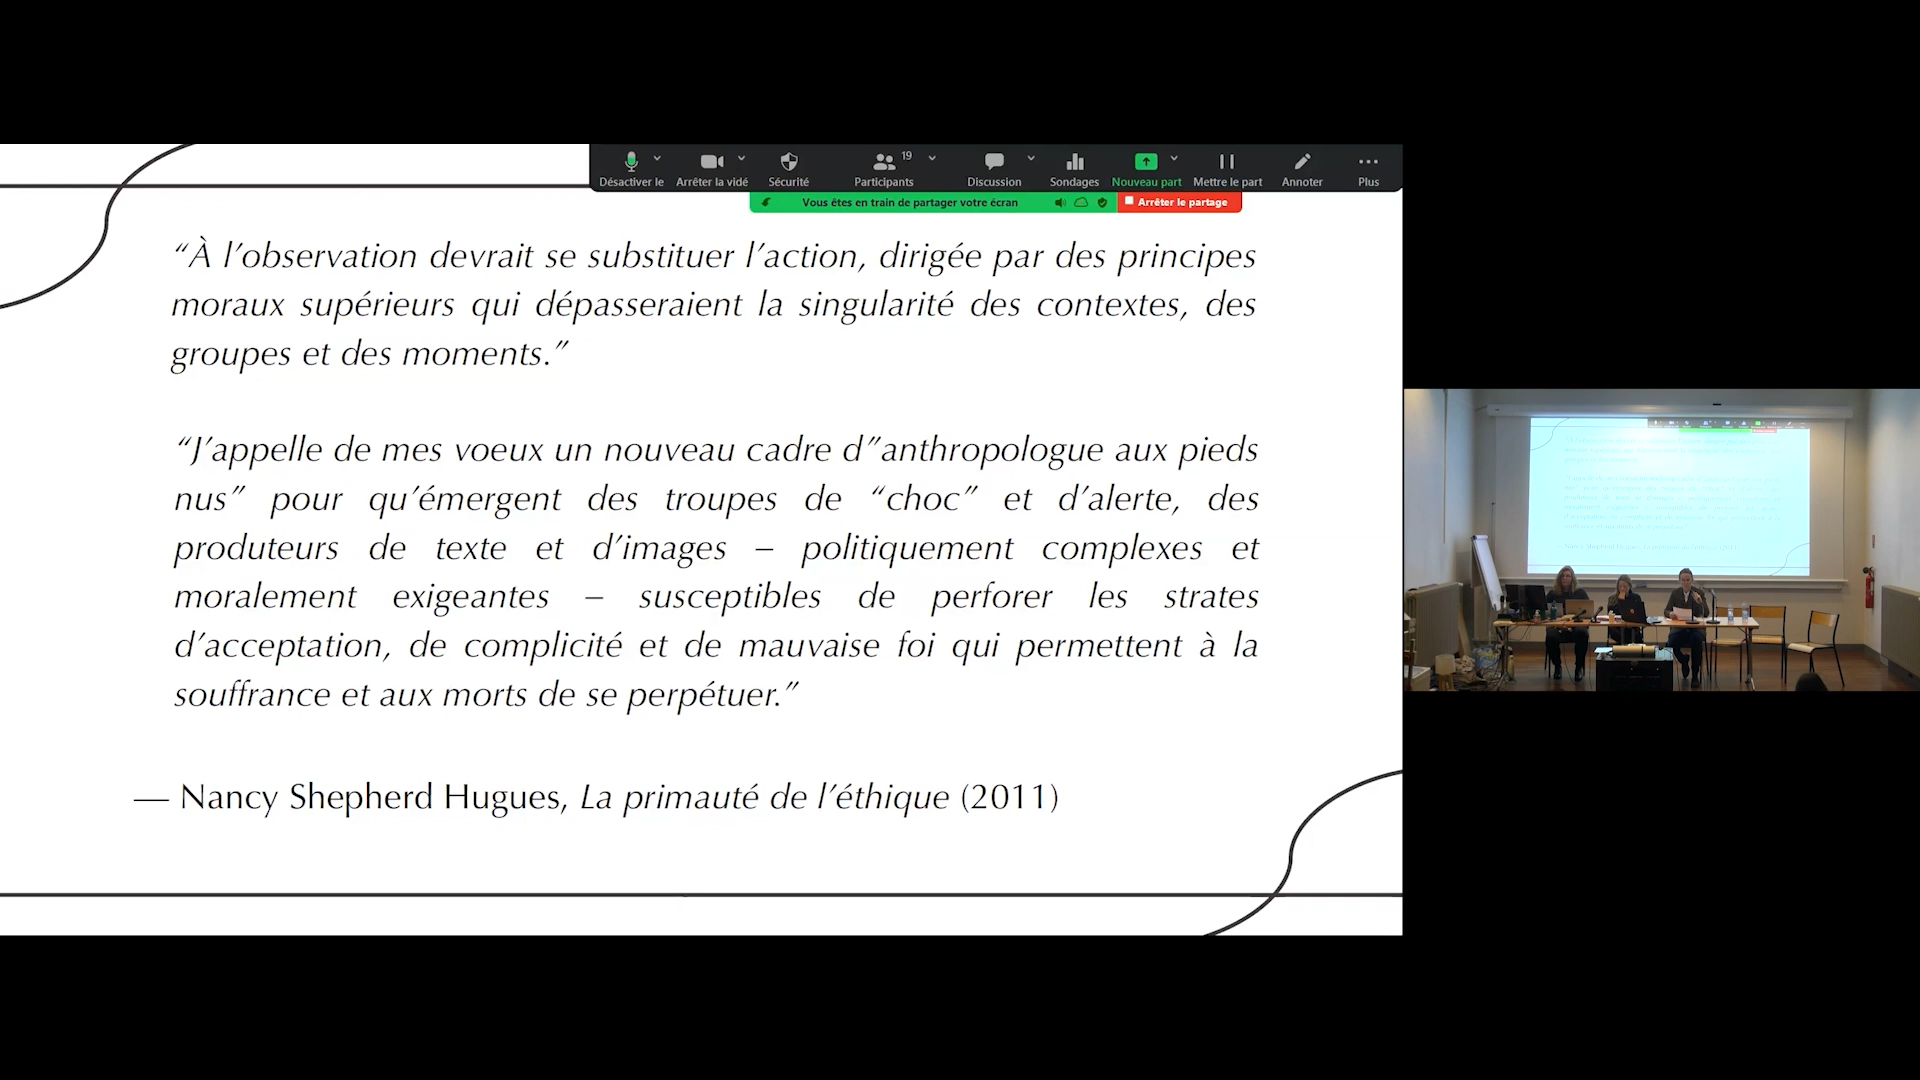 19
Désactiver le Arrêter la vidé Sécurité Participants Discussion Sondages Nouveau part Mettre le part Annoter Plus
Vous êtes en train de partager votre écran Arrêter le partage
“À l’observation devrait se substituer l’action, dirigée par des principes
moraux supérieurs qui dépasseraient la singularité des contextes, des
groupes et des moments.”
“J’appelle de mes voeux un nouveau cadre d”anthropologue aux pieds
nus” pour qu’émergent des troupes de “choc” et d’alerte, des
produteurs de texte et d’images – politiquement complexes et
moralement exigeantes – susceptibles de perforer les strates
d’acceptation, de complicité et de mauvaise foi qui permettent à la
souffrance et aux morts de se perpétuer.”
— Nancy Shepherd Hugues, La primauté de l’éthique (2011)